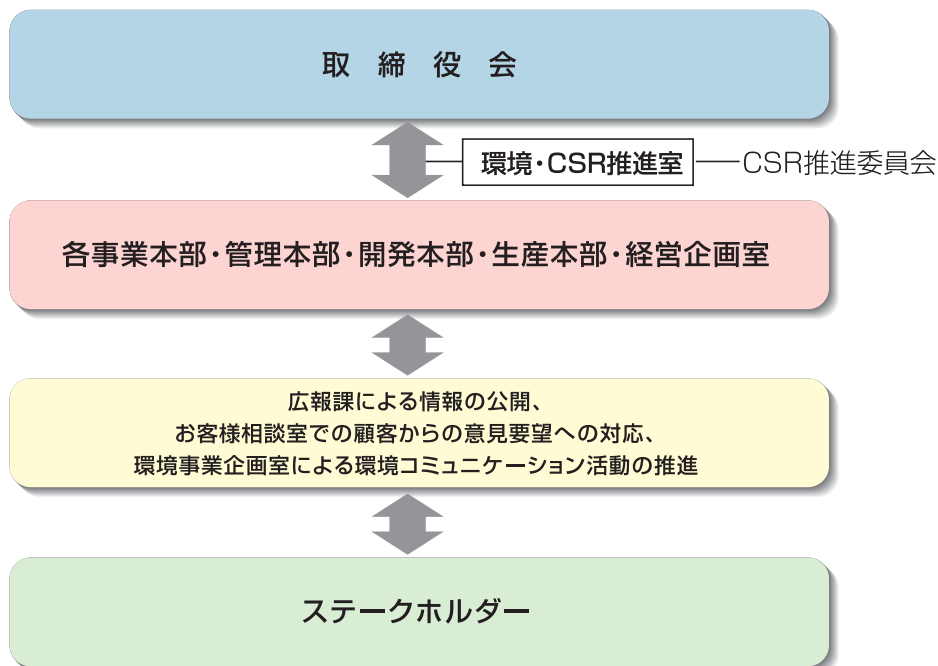 取締役会
環境・CSR推進室
CSR推進委員会
各事業本部・管理本部・開発本部・生産本部・経営企画室
広報課による情報の公開、
お客様相談室での顧客からの意見要望への対応、
環境事業企画室による環境コミュニケーション活動の推進
ステークホルダー